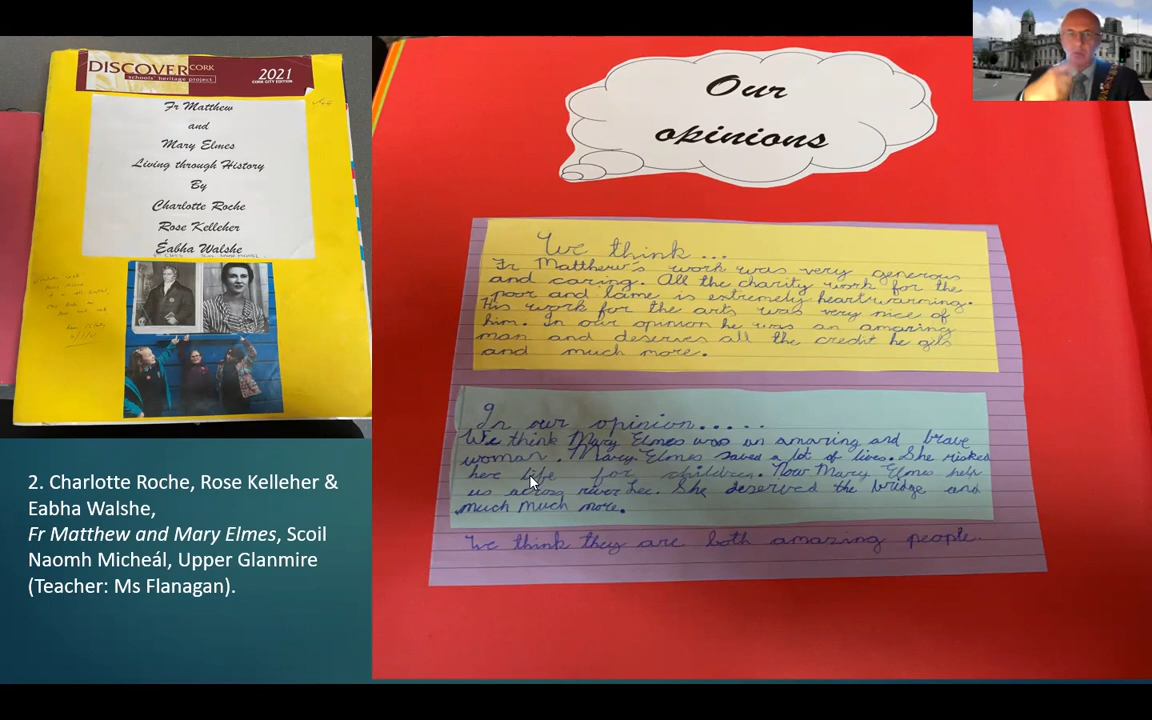 DISCOVER CORK
schools' heritage project
2021
CORK CITY EDITION
Fr Matthew
and
Mary Elmes
Living through History
By
Charlotte Roche
Rose Kelleher
Éabha Walshe
2. Charlotte Roche, Rose Kelleher &
Eabha Walshe,
Fr Matthew and Mary Elmes, Scoil
Naomh Micheál, Upper Glanmire
(Teacher: Ms Flanagan).
Our
opinions
We think...
Fr Matthew's work was very generous
and caring. All the charity work for the
poor and lame is extremely heartwarming.
His work for the arts was very nice of
him. In our opinion he was an amazing
man and deserves all the credit he gets
and much more.
In our opinion.....
We think Mary Elmes was an amazing and brave
woman. Mary Elmes saved a lot of lives. She risked
her life for children. Now Mary Elmes help
us across river Lee. She deserved the bridge and
much much more.
We think they are both amazing people.